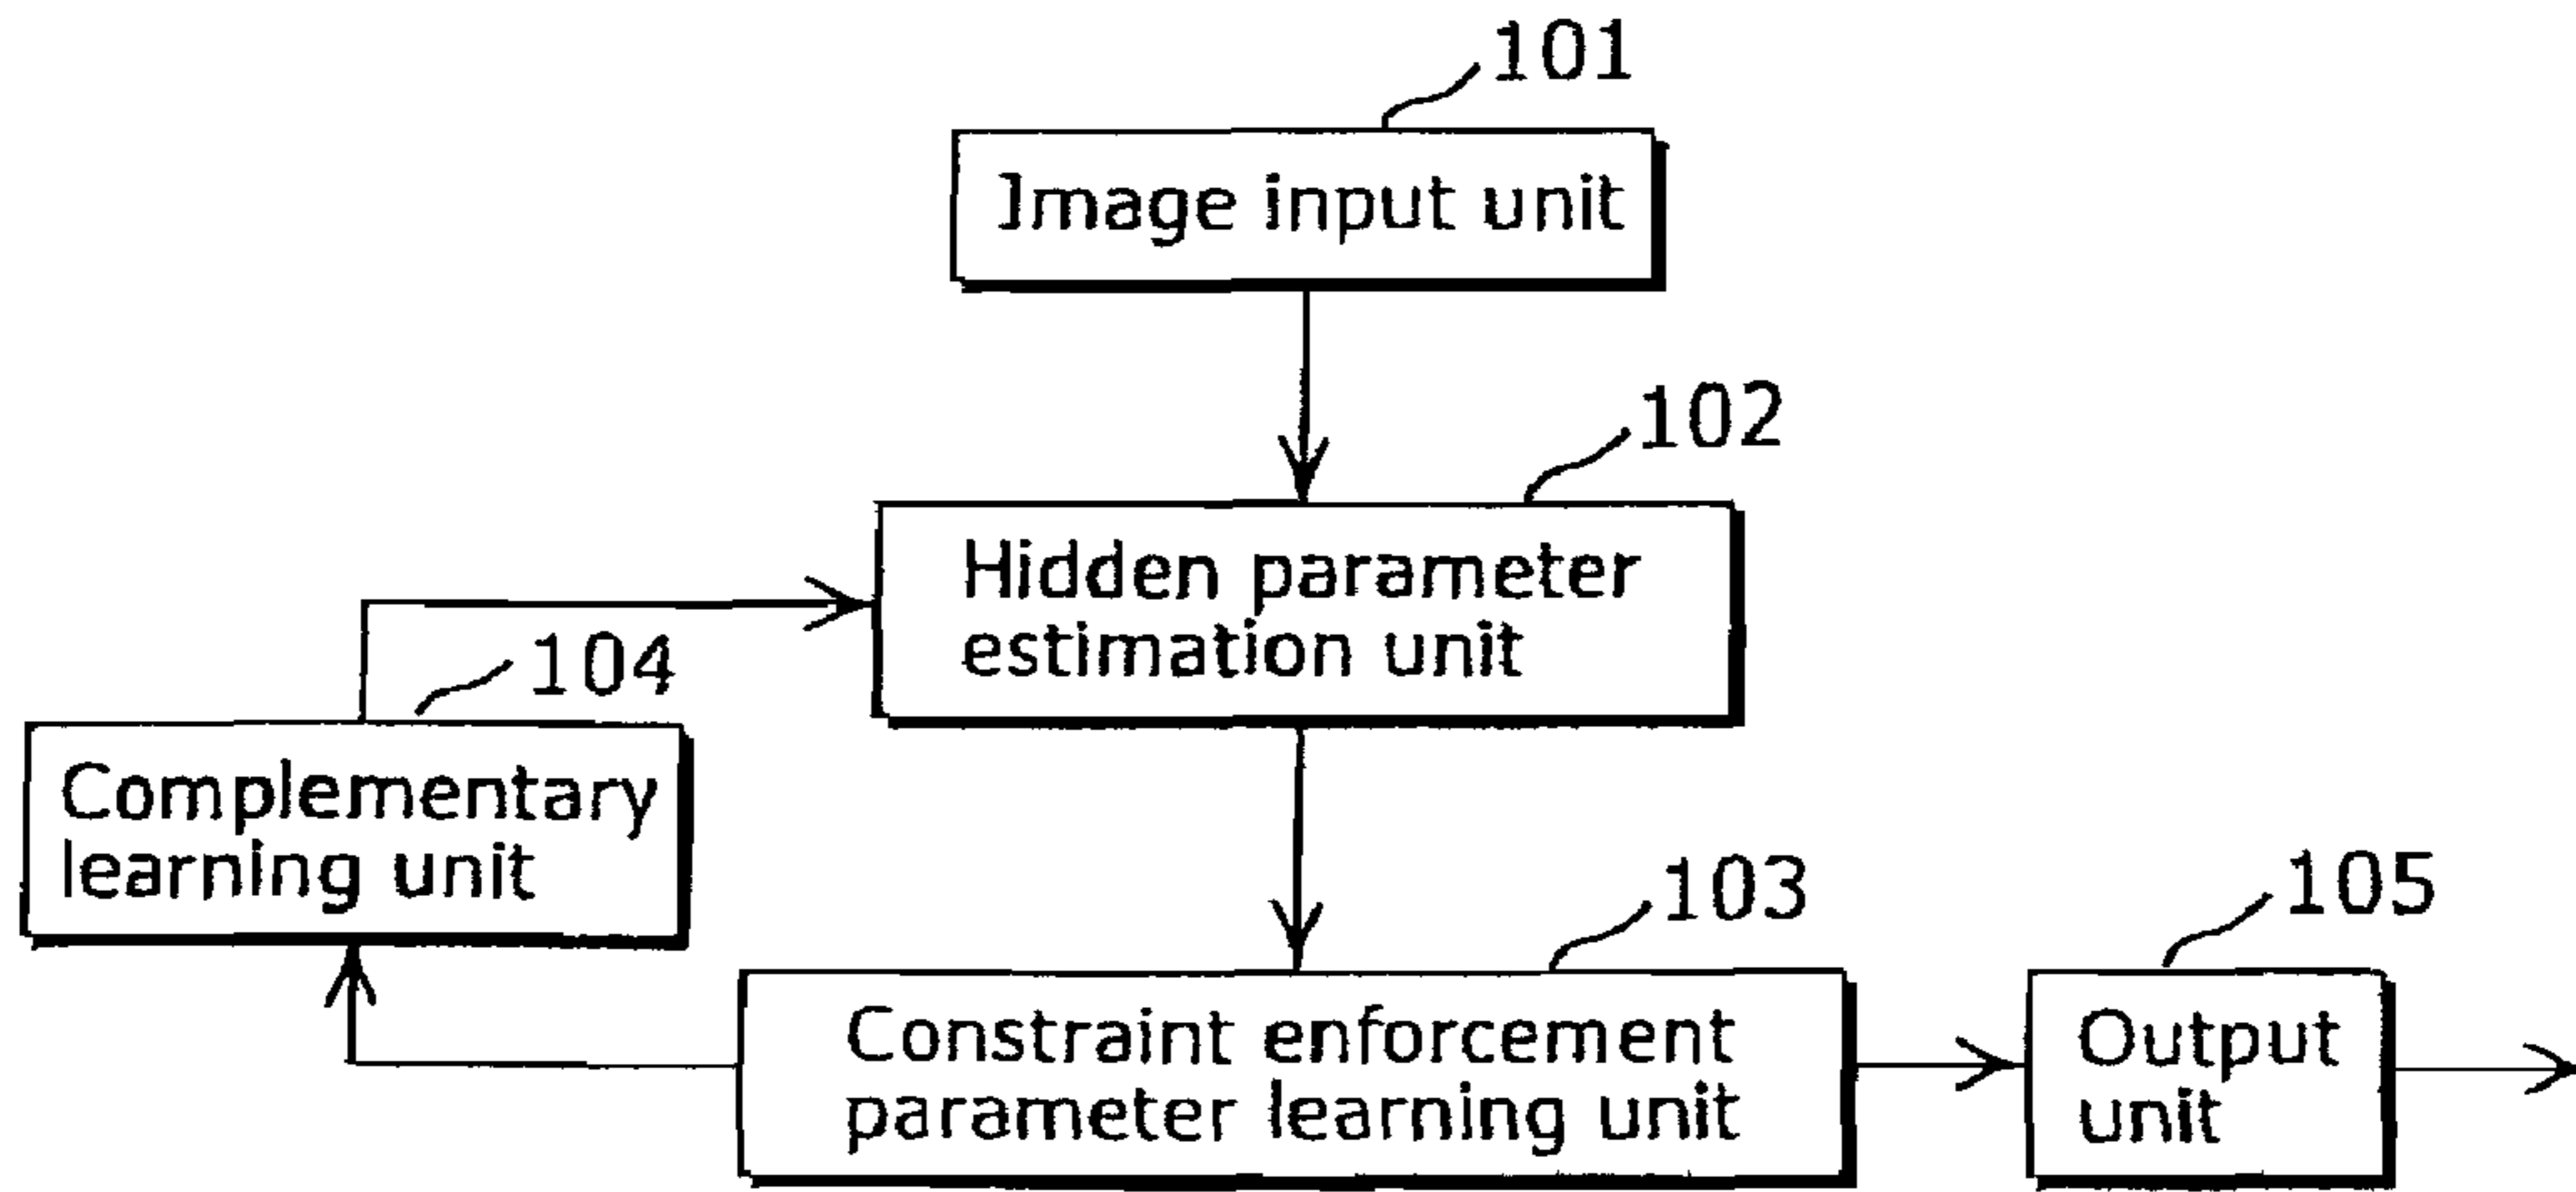 101
Image input unit
102
Hidden parameter
estimation unit
104
Complementary
learning unit
103
Constraint enforcement
parameter learning unit
105
Output
unit